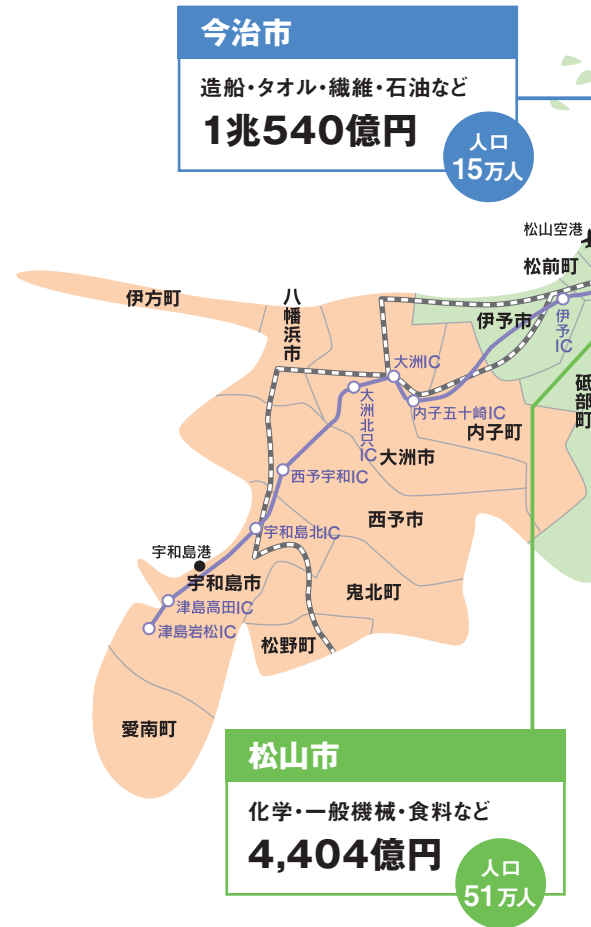 今治市
造船・タオル・繊維・石油など
1兆540億円
人口
15万人
松山空港
松前町
伊方町
八幡浜市
伊予市
伊予IC
大洲IC
砥部町
大洲北只IC
内子五十崎IC
内子町
大洲市
西予宇和IC
西予市
宇和島北IC
宇和島港
宇和島市
鬼北町
津島高田IC
津島岩松IC
松野町
愛南町
松山市
化学・一般機械・食料など
4,404億円
人口
51万人